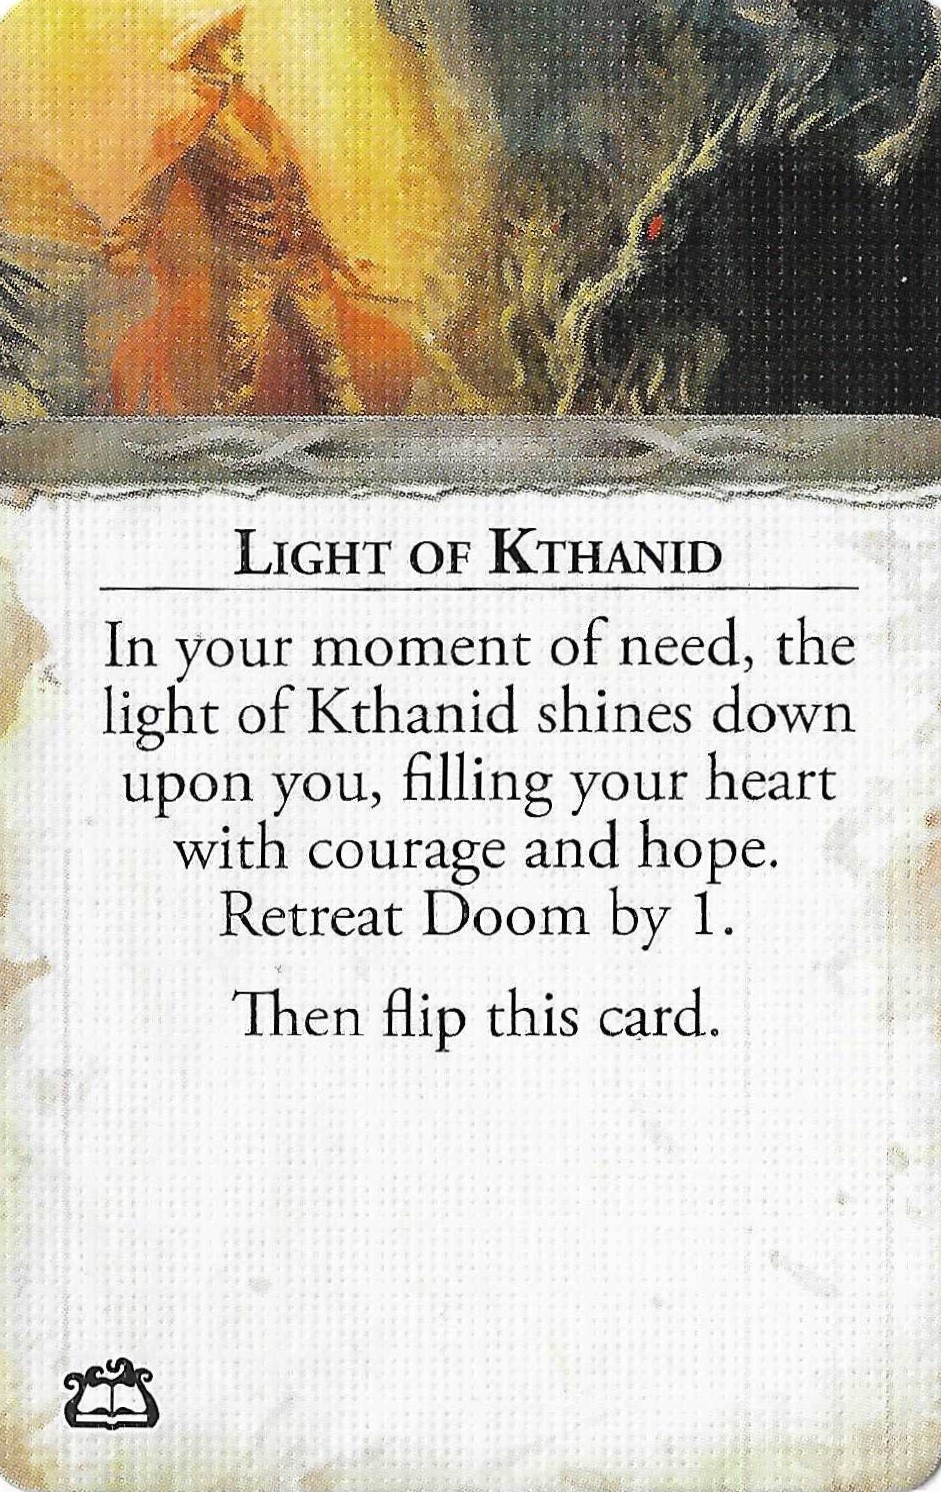 LIGHT OF KTHANID
In your moment of need, the
light of Kthanid shines down
upon you, filling your heart
with courage and hope.
Retreat Doom by 1.
Then flip this card.